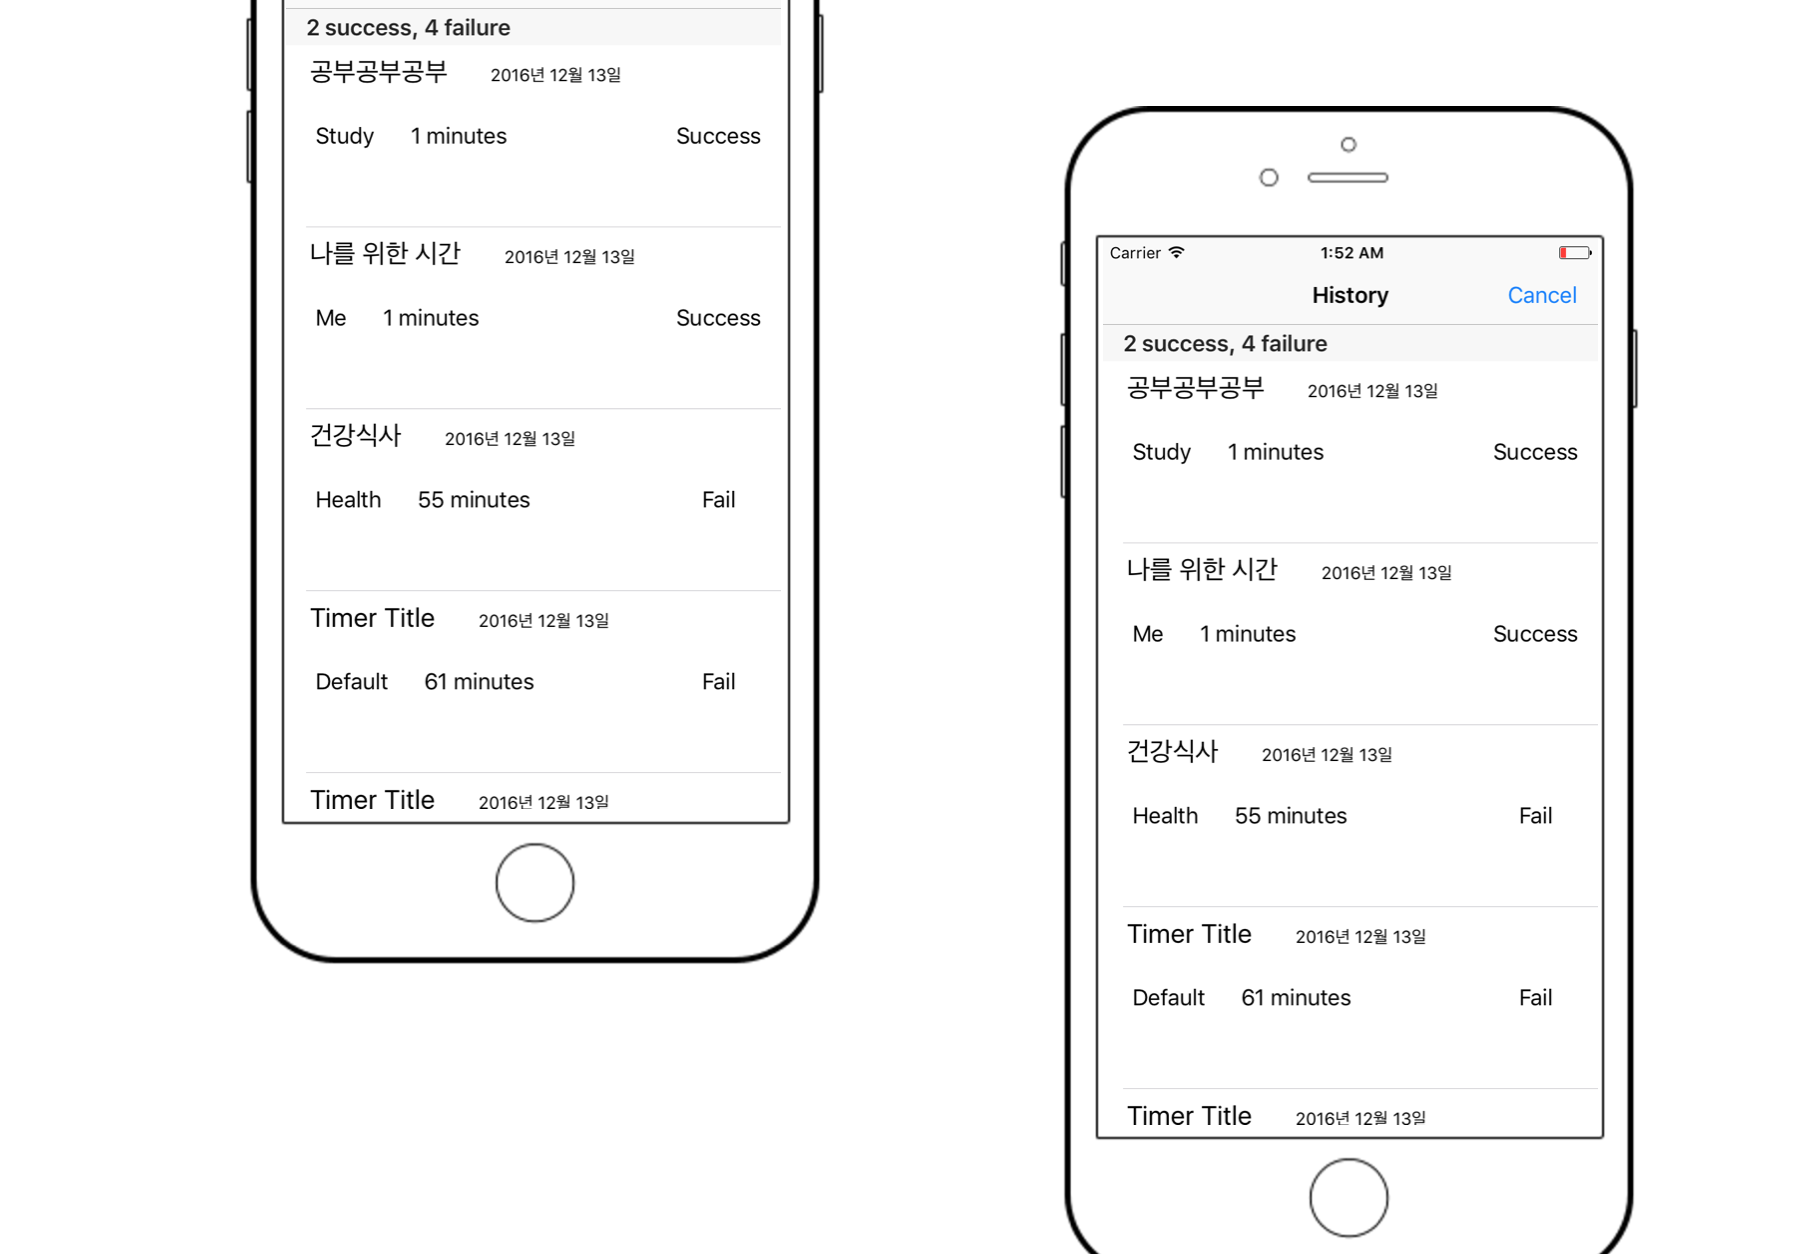 2 success, 4 failure
공부공부공부 2016년 12월 13일
Study 1 minutes Success
나를 위한 시간 2016년 12월 13일
Me 1 minutes Success
건강식사 2016년 12월 13일
Health 55 minutes Fail
Timer Title 2016년 12월 13일
Default 61 minutes Fail
Timer Title 2016년 12월 13일
Carrier 1:52 AM
History Cancel
2 success, 4 failure
공부공부공부 2016년 12월 13일
Study 1 minutes Success
나를 위한 시간 2016년 12월 13일
Me 1 minutes Success
건강식사 2016년 12월 13일
Health 55 minutes Fail
Timer Title 2016년 12월 13일
Default 61 minutes Fail
Timer Title 2016년 12월 13일